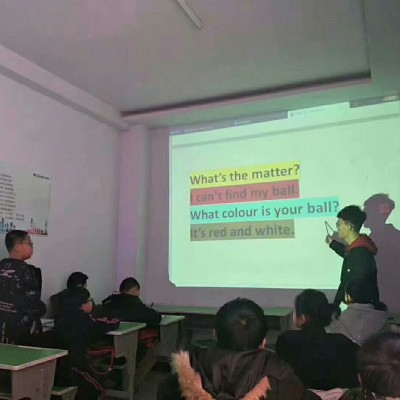 What's the matter?
I can't find my ball.
What colour is your ball?
It's red and white.